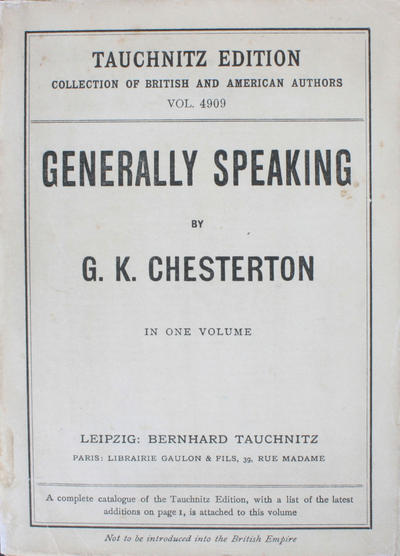 TAUCHNITZ EDITION
COLLECTION OF BRITISH AND AMERICAN AUTHORS
VOL. 4909
GENERALLY SPEAKING
BY
G. K. CHESTERTON
IN ONE VOLUME
LEIPZIG: BERNHARD TAUCHNITZ
PARIS: LIBRAIRIE GAULON & FILS, 39, RUE MADAME
A complete catalogue of the Tauchnitz Edition, with a list of the latest
additions on page 1, is attached to this volume
Not to be introduced into the British Empire